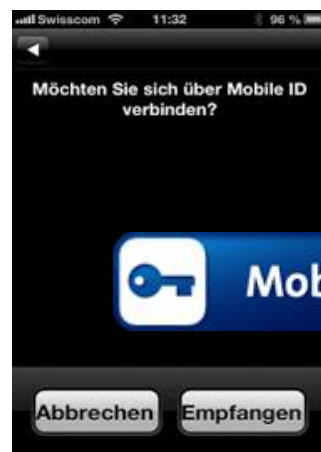 Swisscom 11:32 96 %
Möchten Sie sich über Mobile ID
verbinden?
Mob
Abbrechen Empfangen